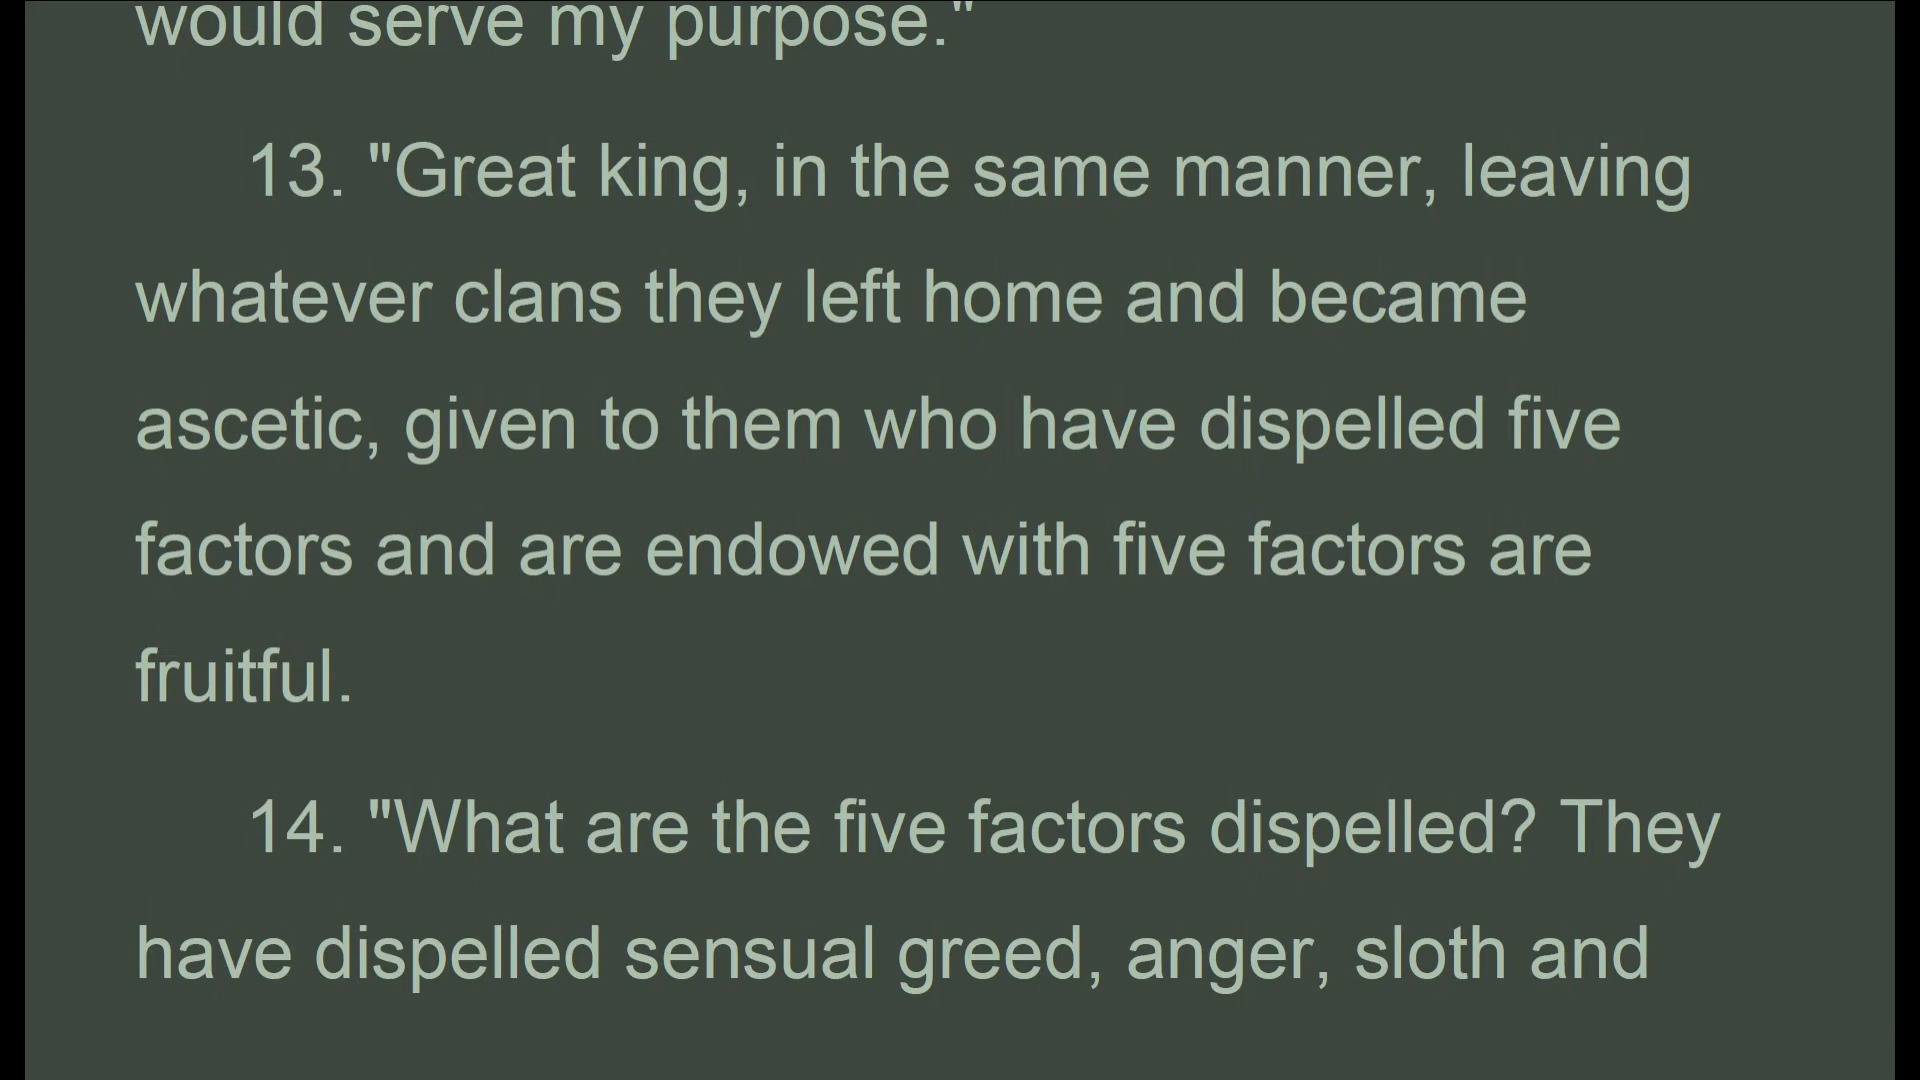 would serve my purpose."
13. "Great king, in the same manner, leaving
whatever clans they left home and became
ascetic, given to them who have dispelled five
factors and are endowed with five factors are
fruitful.
14. "What are the five factors dispelled? They
have dispelled sensual greed, anger, sloth and